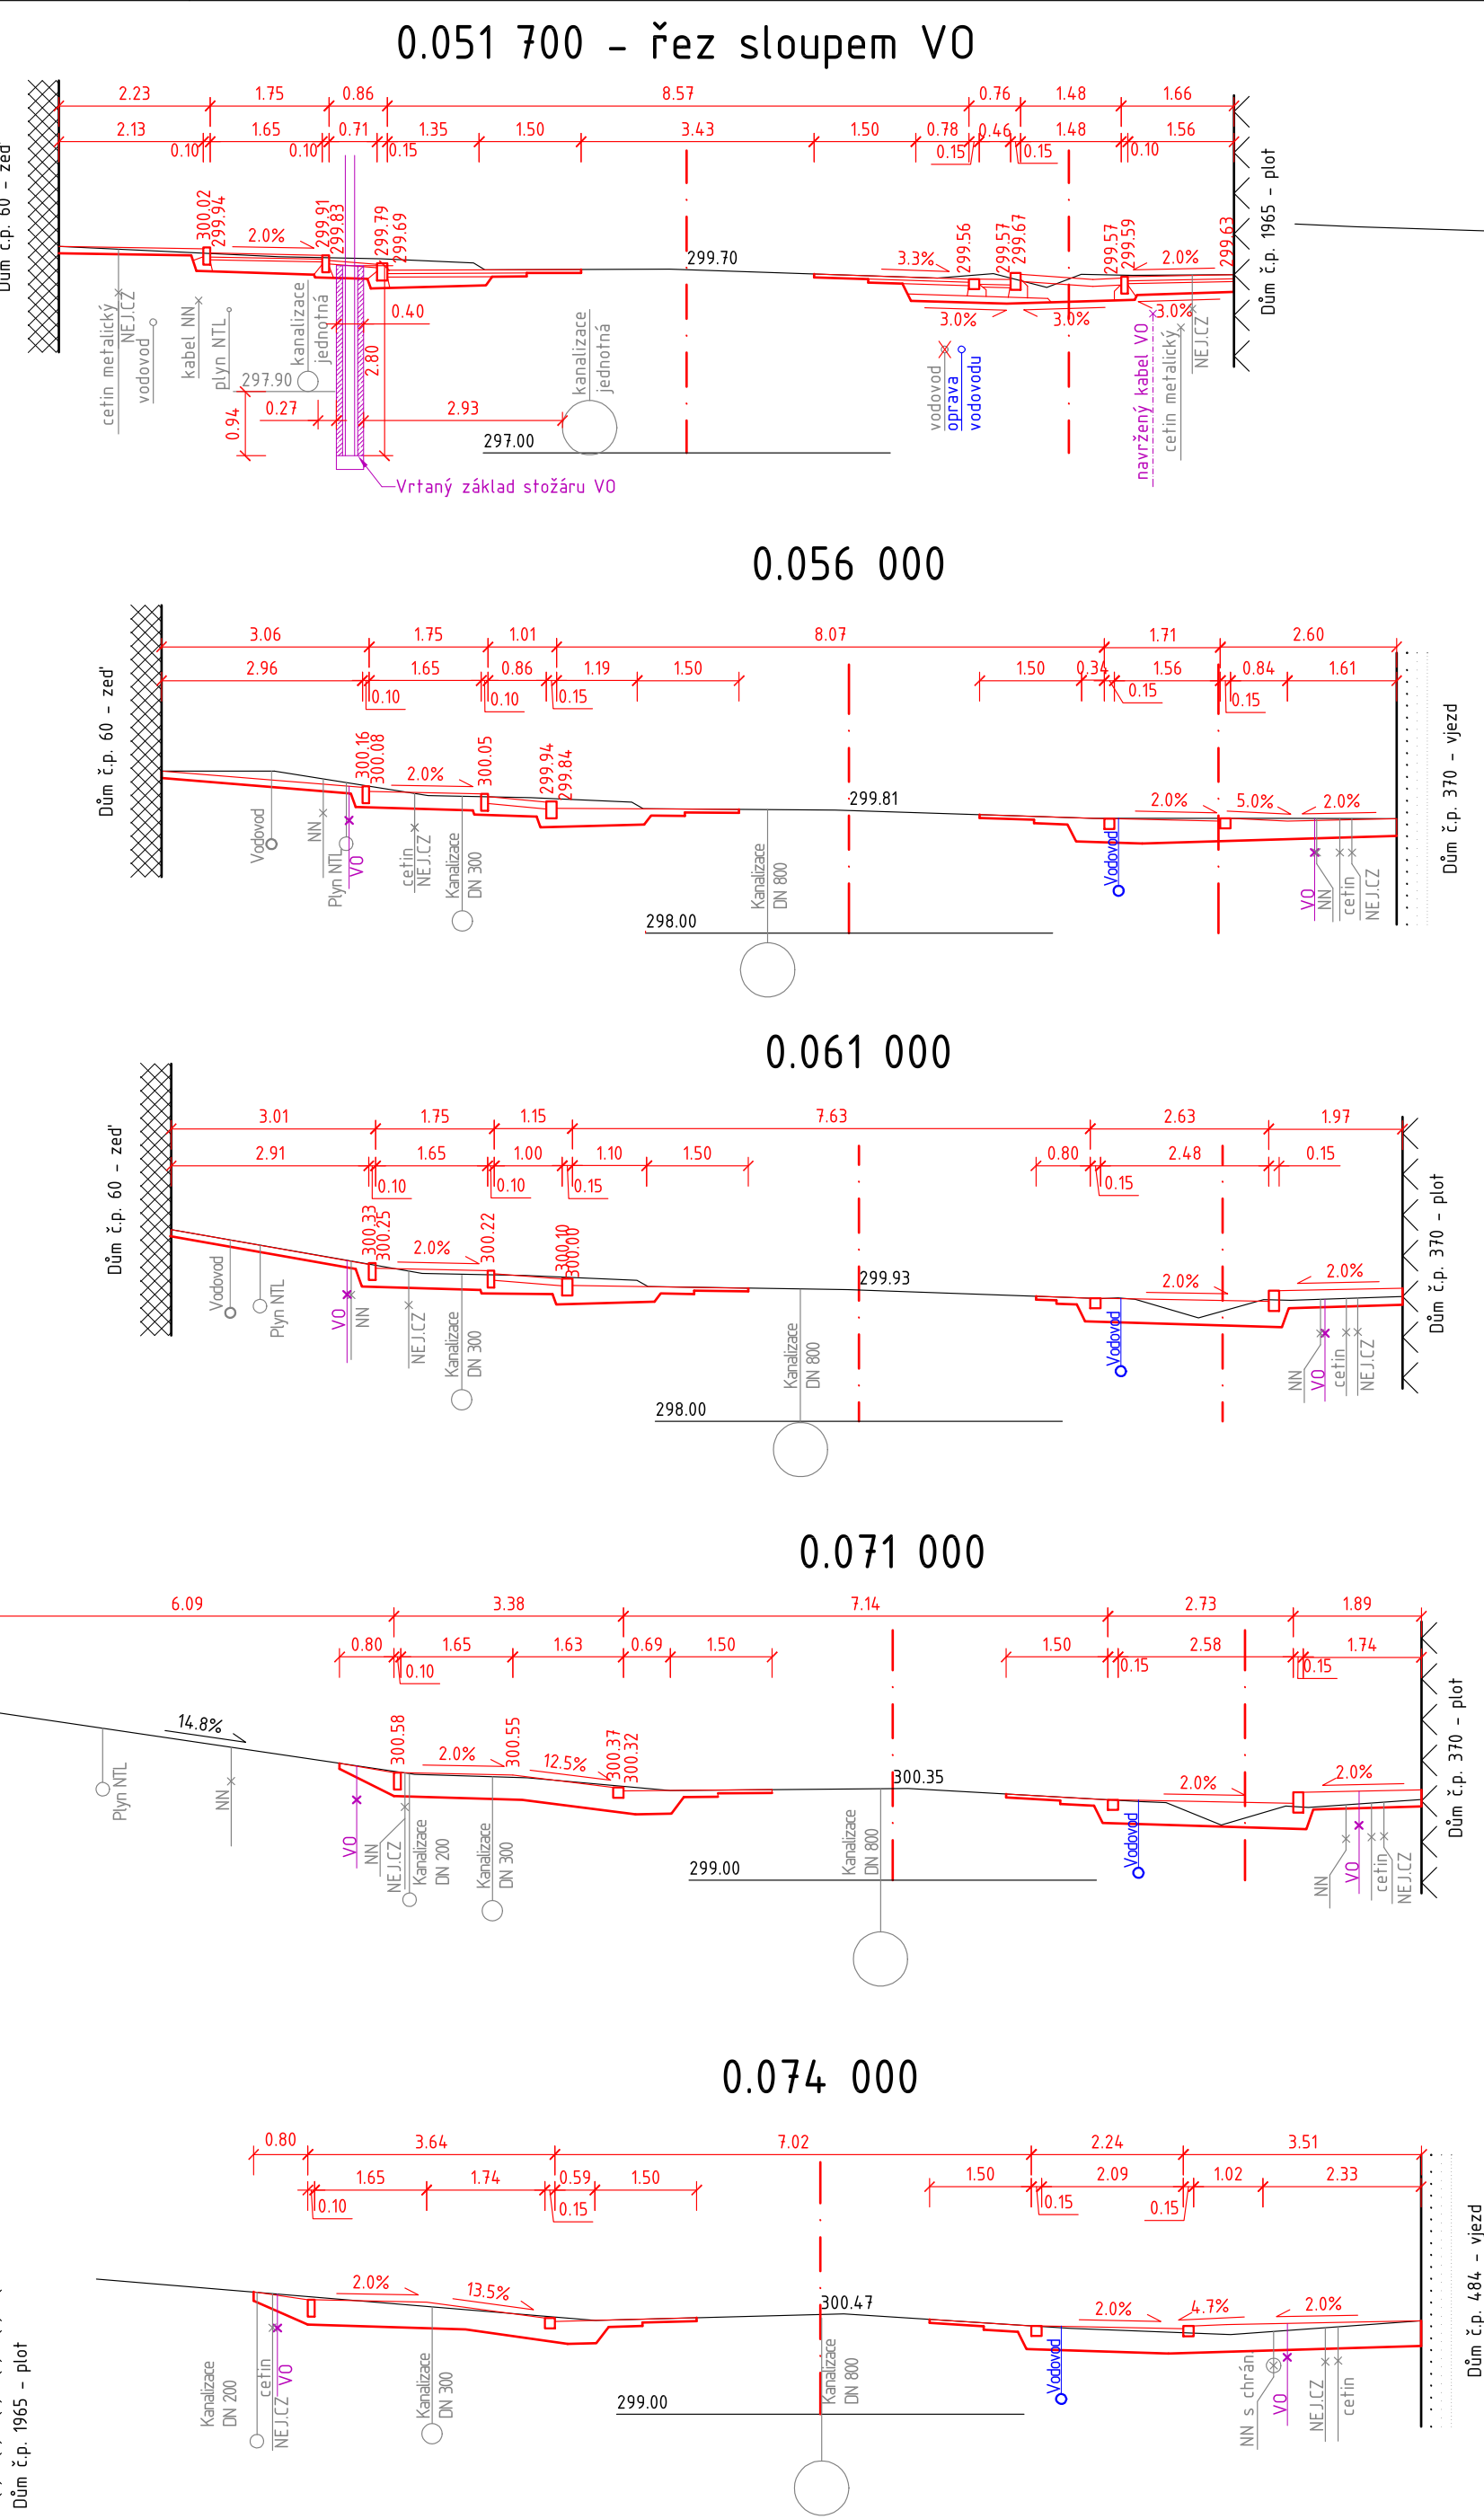 0.051 700 – řez sloupem VO
2.23 1.75 0.86 8.57 0.76 1.48 1.66
2.13 1.65 0.71 1.35 1.50 3.43 1.50 0.78 0.46 1.48 1.56
0.10 0.10 0.15 0.15 0.15 0.10
Dům č.p. 60 – zeď
300.02
299.94
2.0%
299.91
299.83
299.79
299.69
299.70
3.3%
299.56
299.57
299.67
299.57
299.59
2.0%
299.63
Dům č.p. 1965 – plot
cetin metalický
NEJ.CZ
vodovod
kabel NN
plyn NTL
kanalizace
jednotná
297.90
0.40
2.80
0.94
0.27
2.93
kanalizace
jednotná
297.00
3.0% 3.0% 3.0%
vodovod
oprava
vodovodu
navržený kabel VO
cetin metalický
NEJ.CZ
Vrtaný základ stožáru VO
0.056 000
3.06 1.75 1.01 8.07 1.71 2.60
2.96 1.65 0.86 1.19 1.50 1.50 0.34 1.56 0.84 1.61
0.10 0.10 0.15 0.15 0.15
Dům č.p. 60 – zeď
300.16
300.08
2.0%
300.05
299.94
299.84
299.81
2.0% 5.0% 2.0%
Dům č.p. 370 – vjezd
Vodovod
NN
Plyn NTL
VO
cetin
NEJ.CZ
Kanalizace
DN 300
Kanalizace
DN 800
298.00
Vodovod
VO
NN
cetin
NEJ.CZ
0.061 000
3.01 1.75 1.15 7.63 2.63 1.97
2.91 1.65 1.00 1.10 1.50 0.80 2.48 0.15
0.10 0.10 0.15 0.15
Dům č.p. 60 – zeď
300.33
300.25
2.0%
300.22
300.10
300.00
299.93
2.0% 2.0%
Dům č.p. 370 – plot
Vodovod
Plyn NTL
VO
NN
NEJ.CZ
Kanalizace
DN 300
Kanalizace
DN 800
298.00
Vodovod
NN
VO
cetin
NEJ.CZ
0.071 000
6.09 3.38 7.14 2.73 1.89
0.80 1.65 1.63 0.69 1.50 1.50 2.58 1.74
0.10 0.15 0.15
14.8%
300.58
2.0%
300.55
12.5%
300.37
300.32
300.35
2.0% 2.0%
Dům č.p. 370 – plot
Plyn NTL
NN
VO
NN
NEJ.CZ
Kanalizace
DN 200
Kanalizace
DN 300
299.00
Kanalizace
DN 800
Vodovod
NN
VO
cetin
NEJ.CZ
0.074 000
0.80 3.64 7.02 2.24 3.51
1.65 1.74 0.59 1.50 1.50 2.09 1.02 2.33
0.10 0.15 0.15 0.15
2.0% 13.5%
300.47
2.0% 4.7% 2.0%
Dům č.p. 484 – vjezd
Dům č.p. 1965 – plot
Kanalizace
DN 200
cetin
NEJ.CZ
VO
Kanalizace
DN 300
299.00
Kanalizace
DN 800
Vodovod
NN s chrán.
VO
NEJ.CZ
cetin